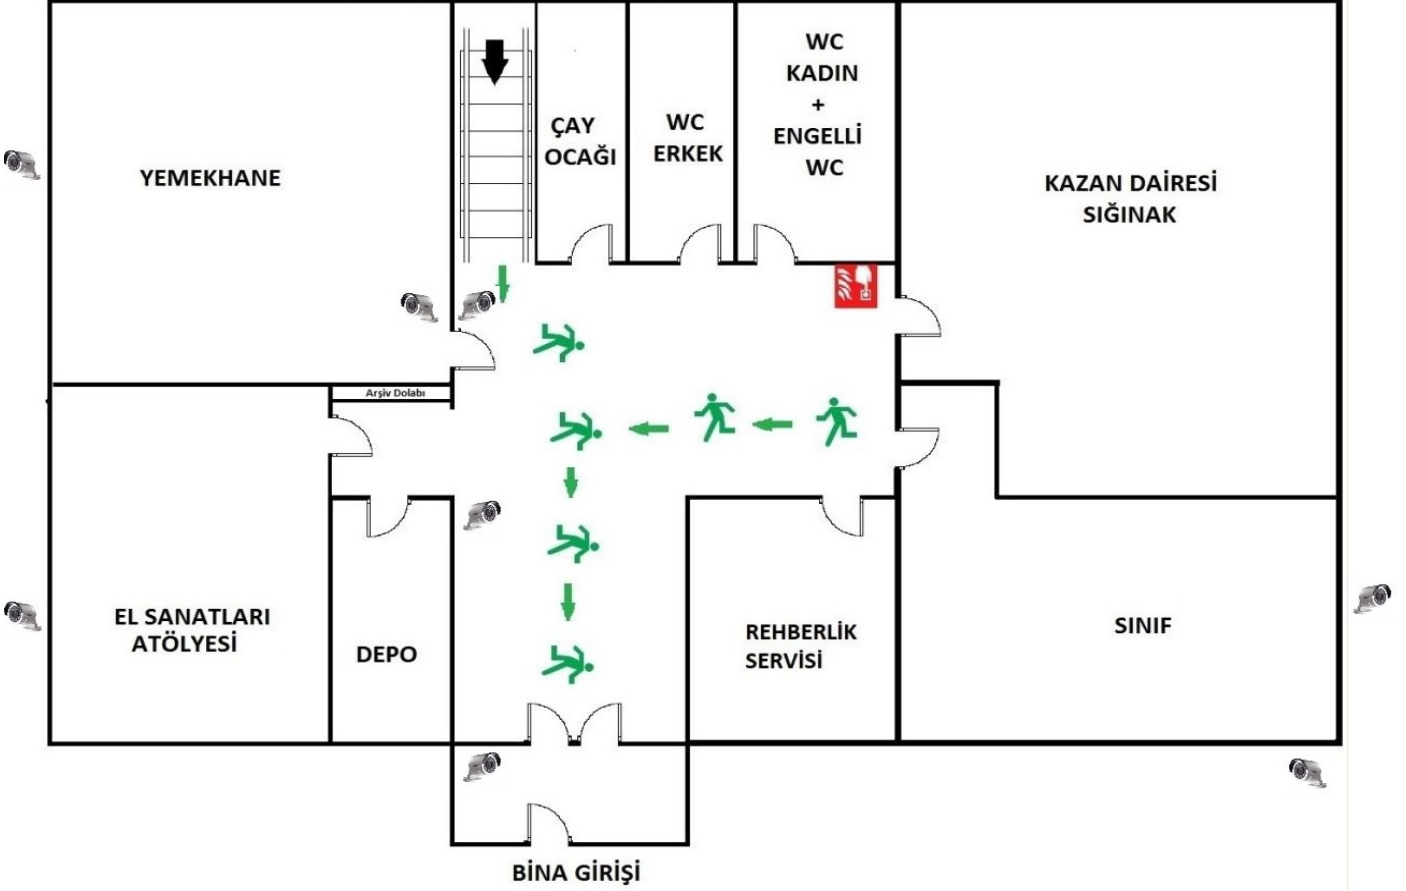 YEMEKHANE
ÇAY
OCAĞI
WC
ERKEK
WC
KADIN
+
ENGELLİ
WC
KAZAN DAİRESİ
SIĞINAK
Arşiv Dolabı
EL SANATLARI
ATÖLYESİ
DEPO
REHBERLİK
SERVİSİ
SINIF
BİNA GİRİŞİ